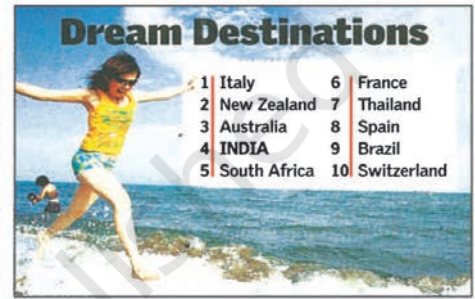 Dream Destinations
1 Italy
2 New Zealand
3 Australia
4 INDIA
5 South Africa
6 France
7 Thailand
8 Spain
9 Brazil
10 Switzerland